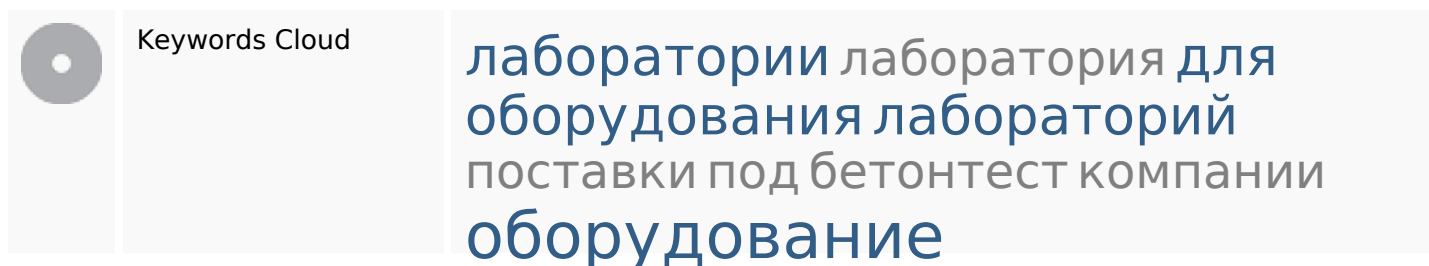 Keywords Cloud
лаборатории лаборатория для
оборудования лабораторий
поставки под бетонтест компании
оборудование